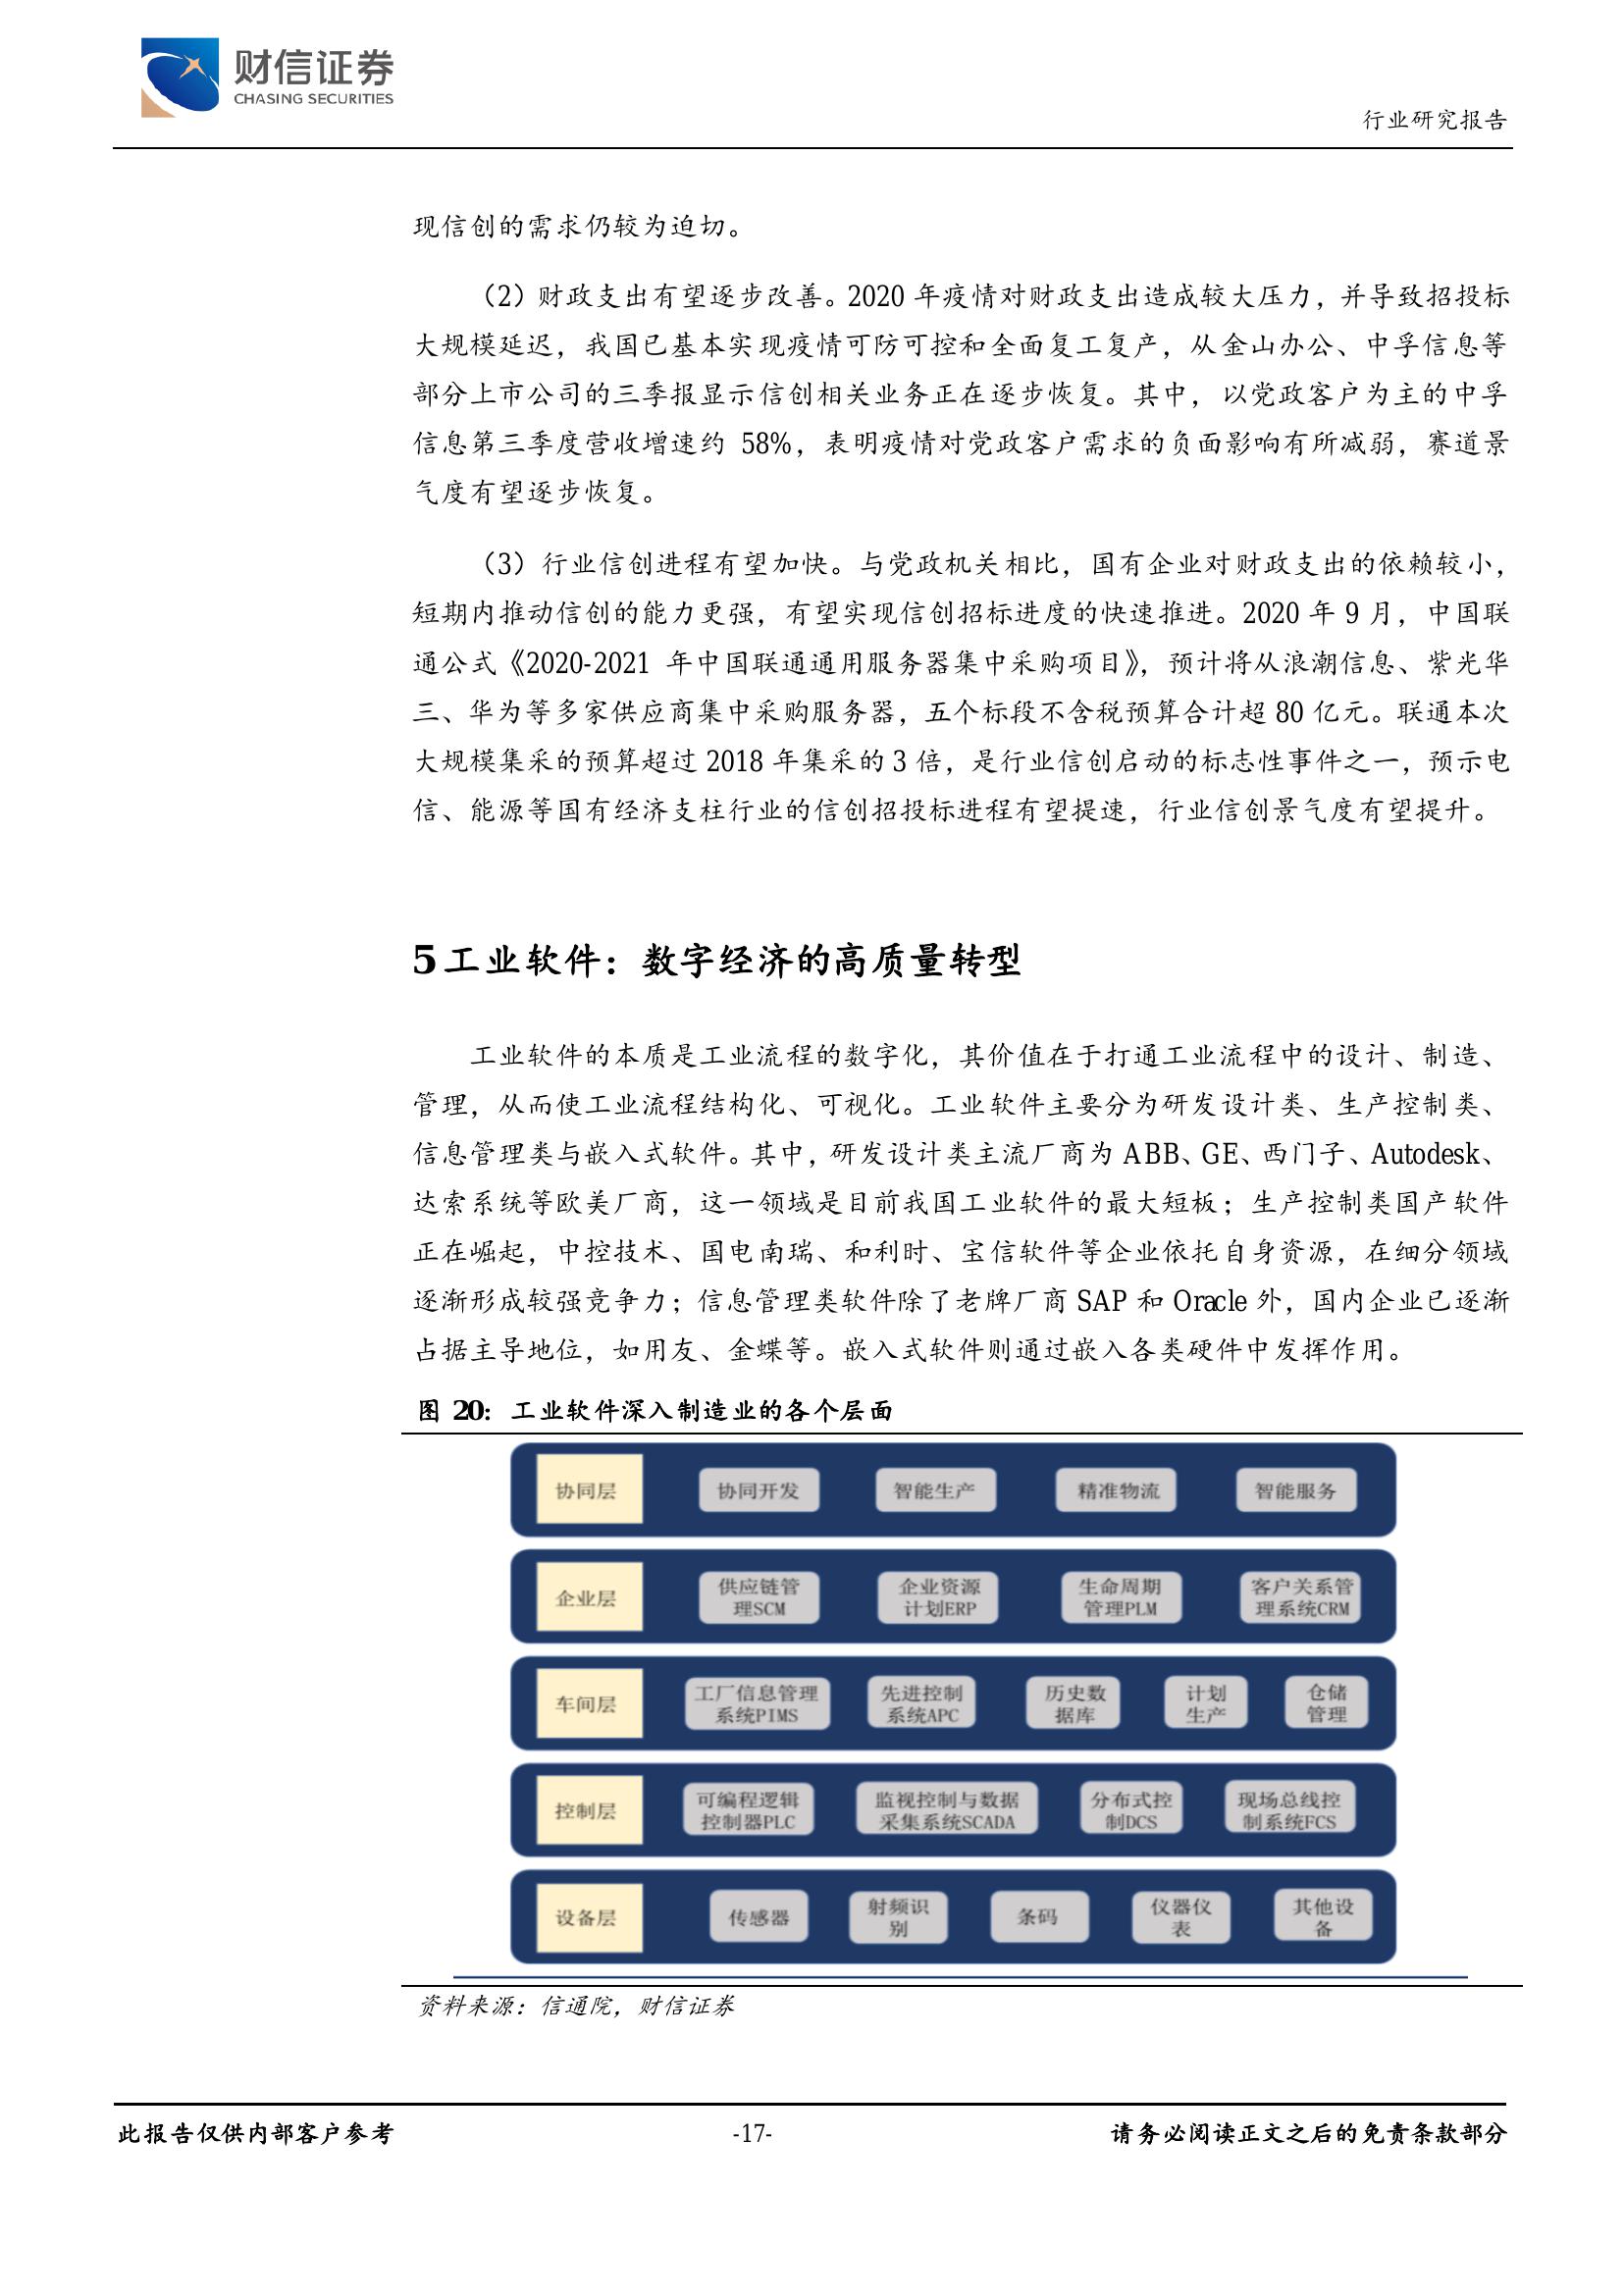 财信证券
CHASING SECURITIES
行业研究报告
现信创的需求仍较为迫切。
（2）财政支出有望逐步改善。2020 年疫情对财政支出造成较大压力，并导致招投标
大规模延迟，我国已基本实现疫情可防可控和全面复工复产，从金山办公、中孚信息等
部分上市公司的三季报显示信创相关业务正在逐步恢复。其中，以党政客户为主的中孚
信息第三季度营收增速约 58%，表明疫情对党政客户需求的负面影响有所减弱，赛道景
气度有望逐步恢复。
（3）行业信创进程有望加快。与党政机关相比，国有企业对财政支出的依赖较小，
短期内推动信创的能力更强，有望实现信创招标进度的快速推进。2020 年 9 月，中国联
通公式《2020-2021 年中国联通通用服务器集中采购项目》，预计将从浪潮信息、紫光华
三、华为等多家供应商集中采购服务器，五个标段不含税预算合计超 80 亿元。联通本次
大规模集采的预算超过 2018 年集采的 3 倍，是行业信创启动的标志性事件之一，预示电
信、能源等国有经济支柱行业的信创招投标进程有望提速，行业信创景气度有望提升。
5 工业软件：数字经济的高质量转型
工业软件的本质是工业流程的数字化，其价值在于打通工业流程中的设计、制造、
管理，从而使工业流程结构化、可视化。工业软件主要分为研发设计类、生产控制类、
信息管理类与嵌入式软件。其中，研发设计类主流厂商为 ABB、GE、西门子、Autodesk、
达索系统等欧美厂商，这一领域是目前我国工业软件的最大短板；生产控制类国产软件
正在崛起，中控技术、国电南瑞、和利时、宝信软件等企业依托自身资源，在细分领域
逐渐形成较强竞争力；信息管理类软件除了老牌厂商 SAP 和 Oracle 外，国内企业已逐渐
占据主导地位，如用友、金蝶等。嵌入式软件则通过嵌入各类硬件中发挥作用。
图 20：工业软件深入制造业的各个层面
协同层 协同开发 智能生产 精准物流 智能服务
企业层
供应链管
理SCM
企业资源
计划ERP
生命周期
管理PLM
客户关系管
理系统CRM
车间层
工厂信息管理
系统PIMS
先进控制
系统APC
历史数
据库
计划
生产
仓储
管理
控制层
可编程逻辑
控制器PLC
监视控制与数据
采集系统SCADA
分布式控
制DCS
现场总线控
制系统FCS
设备层
传感器
射频识
别
条码
仪器仪
表
其他设
备
资料来源：信通院，财信证券
此报告仅供内部客户参考 -17- 请务必阅读正文之后的免责条款部分